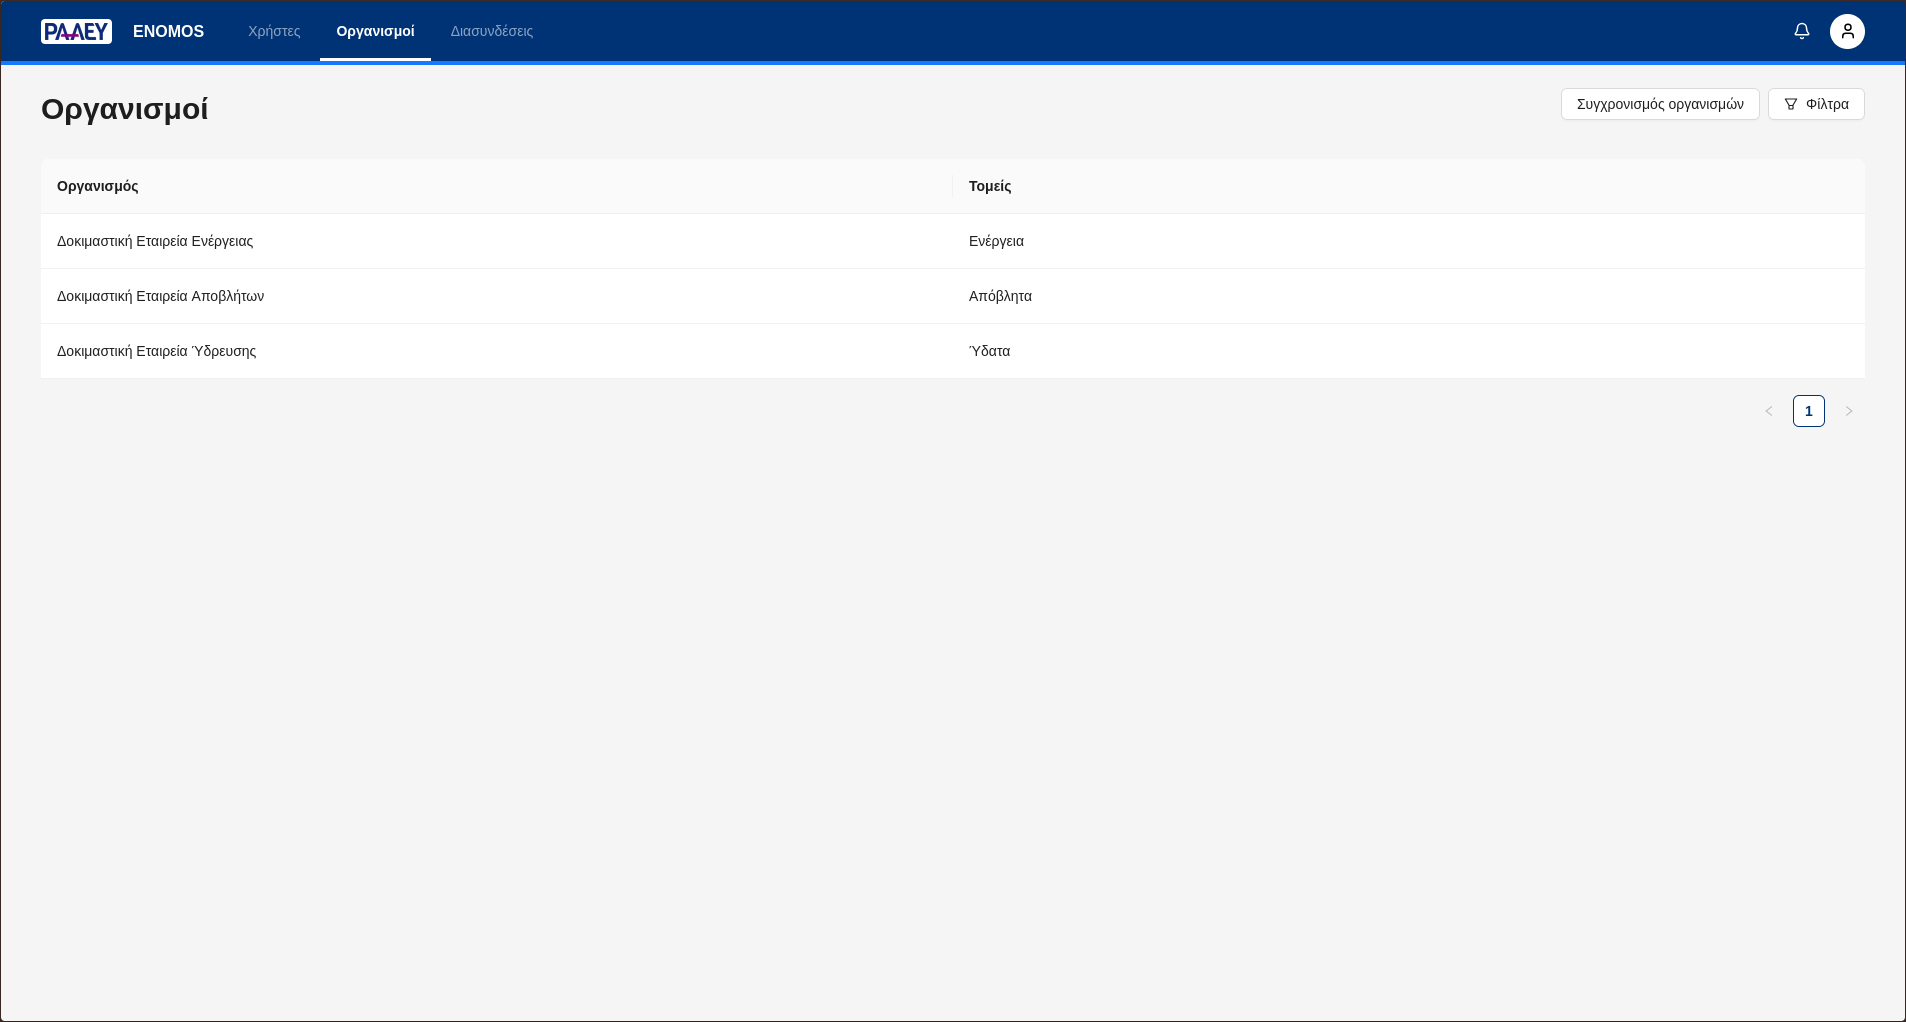 ΡΑΑΕΥ ENOMOS Χρήστες Οργανισμοί Διασυνδέσεις
Οργανισμοί
Συγχρονισμός οργανισμών Φίλτρα
Οργανισμός Τομείς
Δοκιμαστική Εταιρεία Ενέργειας Ενέργεια
Δοκιμαστική Εταιρεία Αποβλήτων Απόβλητα
Δοκιμαστική Εταιρεία Ύδρευσης Ύδατα
1